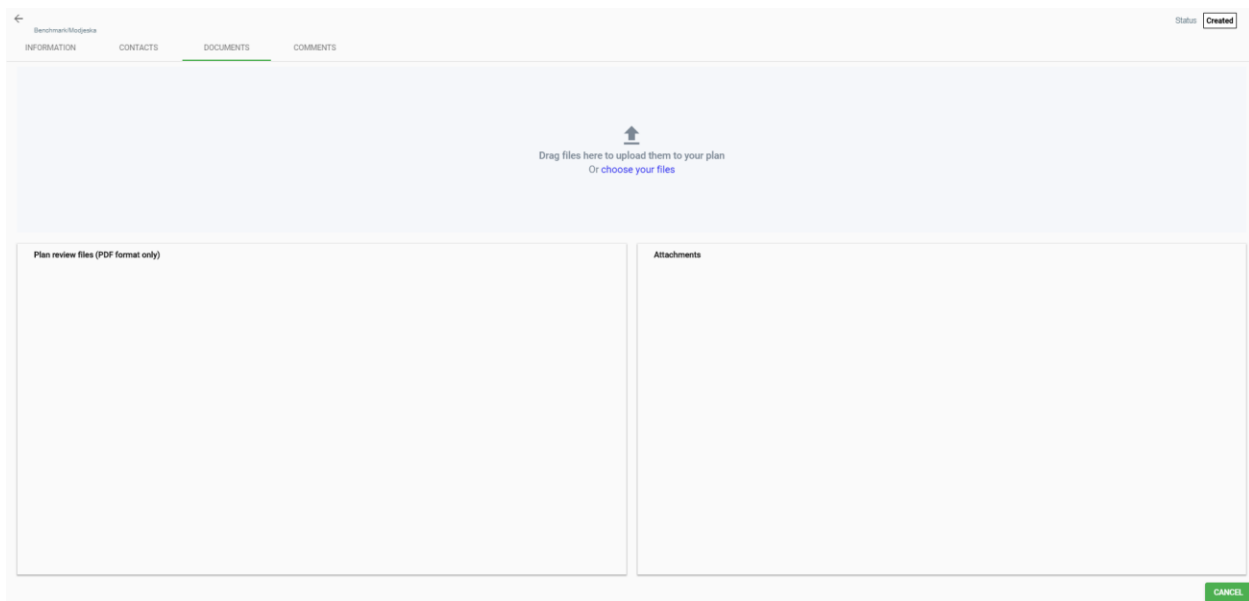 Status Created
Benchmark/Modjeska
INFORMATION CONTACTS DOCUMENTS COMMENTS
Drag files here to upload them to your plan
Or choose your files
Plan review files (PDF format only)
Attachments
CANCEL